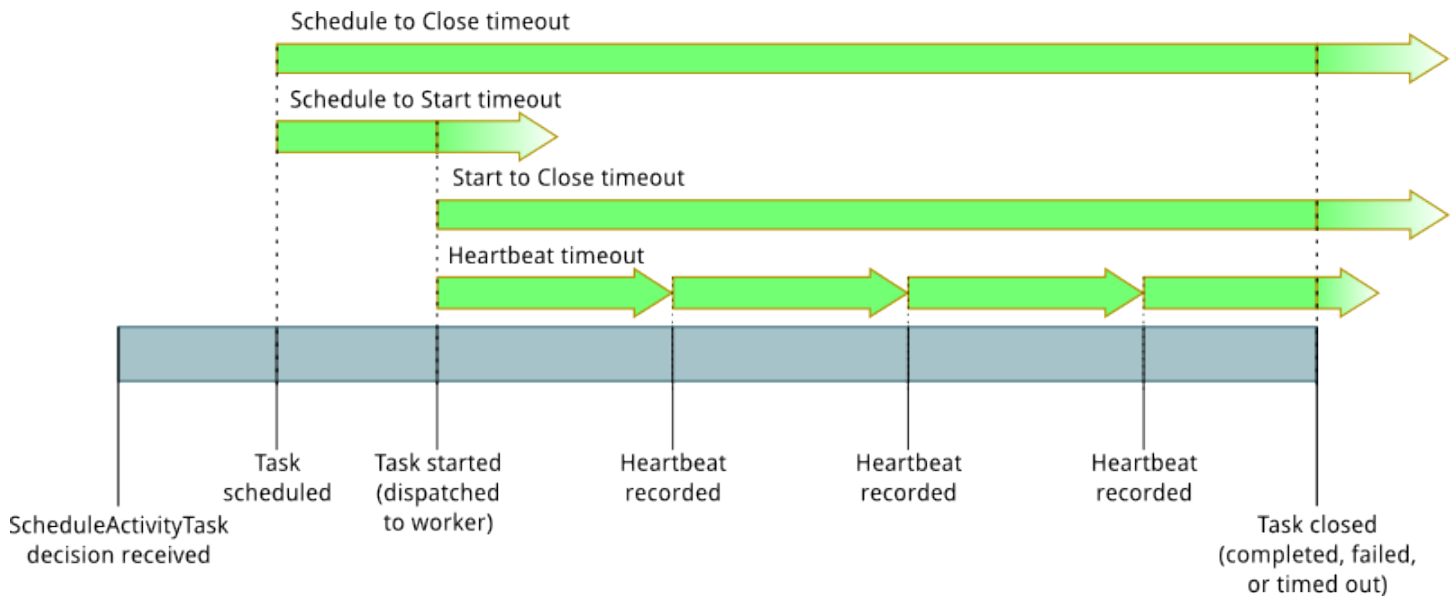 Schedule to Close timeout
Schedule to Start timeout
Start to Close timeout
Heartbeat timeout
Task
scheduled
Task started
(dispatched
to worker)
Heartbeat
recorded
Heartbeat
recorded
Heartbeat
recorded
ScheduleActivityTask
decision received
Task closed
(completed, failed,
or timed out)